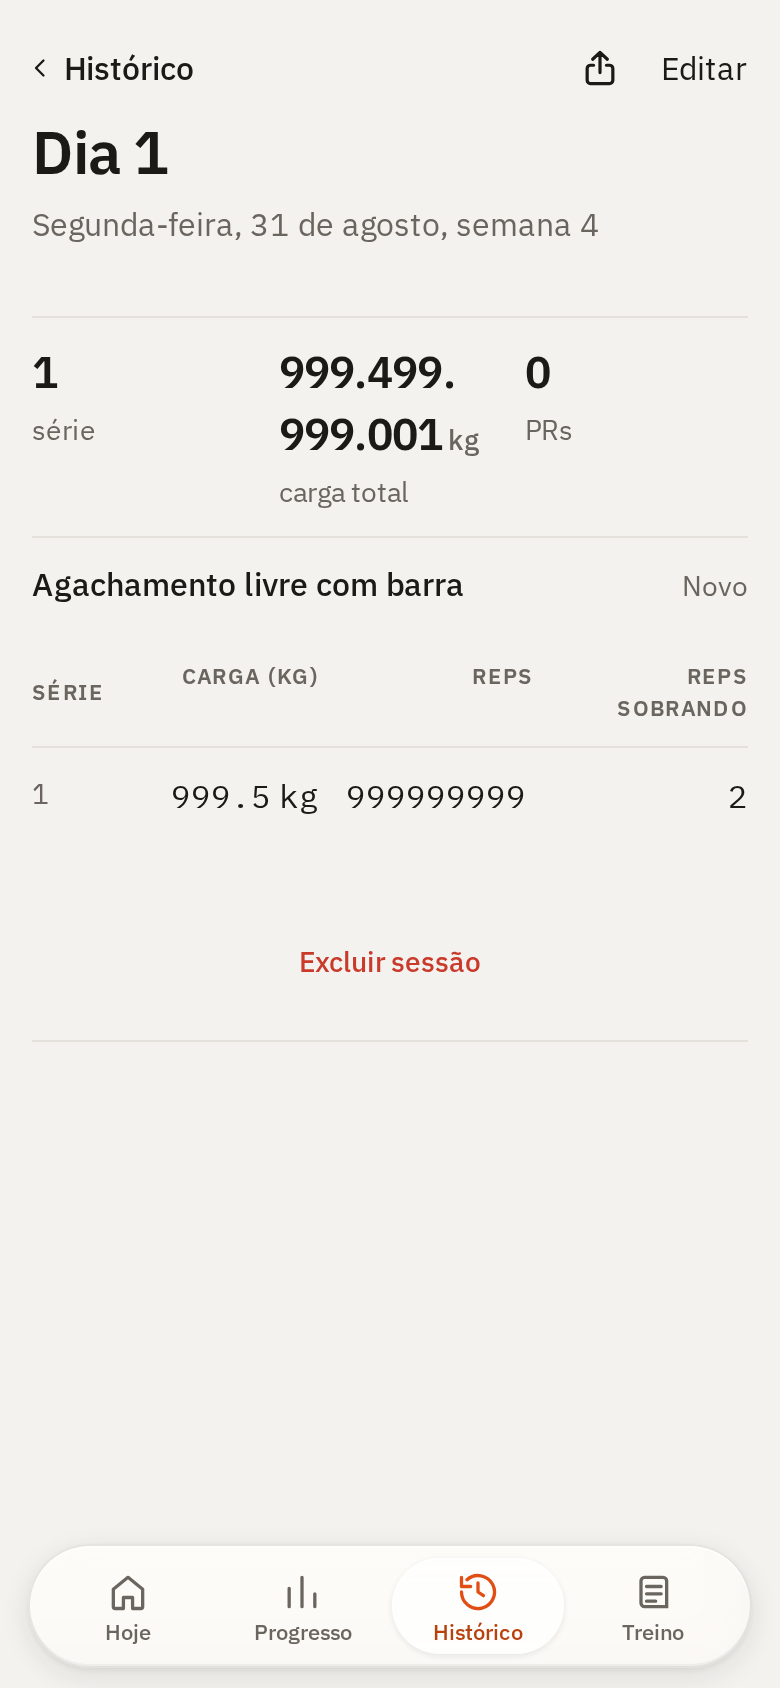 Histórico
Editar
Dia 1
Segunda-feira, 31 de agosto, semana 4
1
série
999.499.
999.001 kg
carga total
0
PRs
Agachamento livre com barra
Novo
SÉRIE
CARGA (KG)
REPS
REPS
SOBRANDO
1
999.5 kg
999999999
2
Excluir sessão
Hoje
Progresso
Histórico
Treino